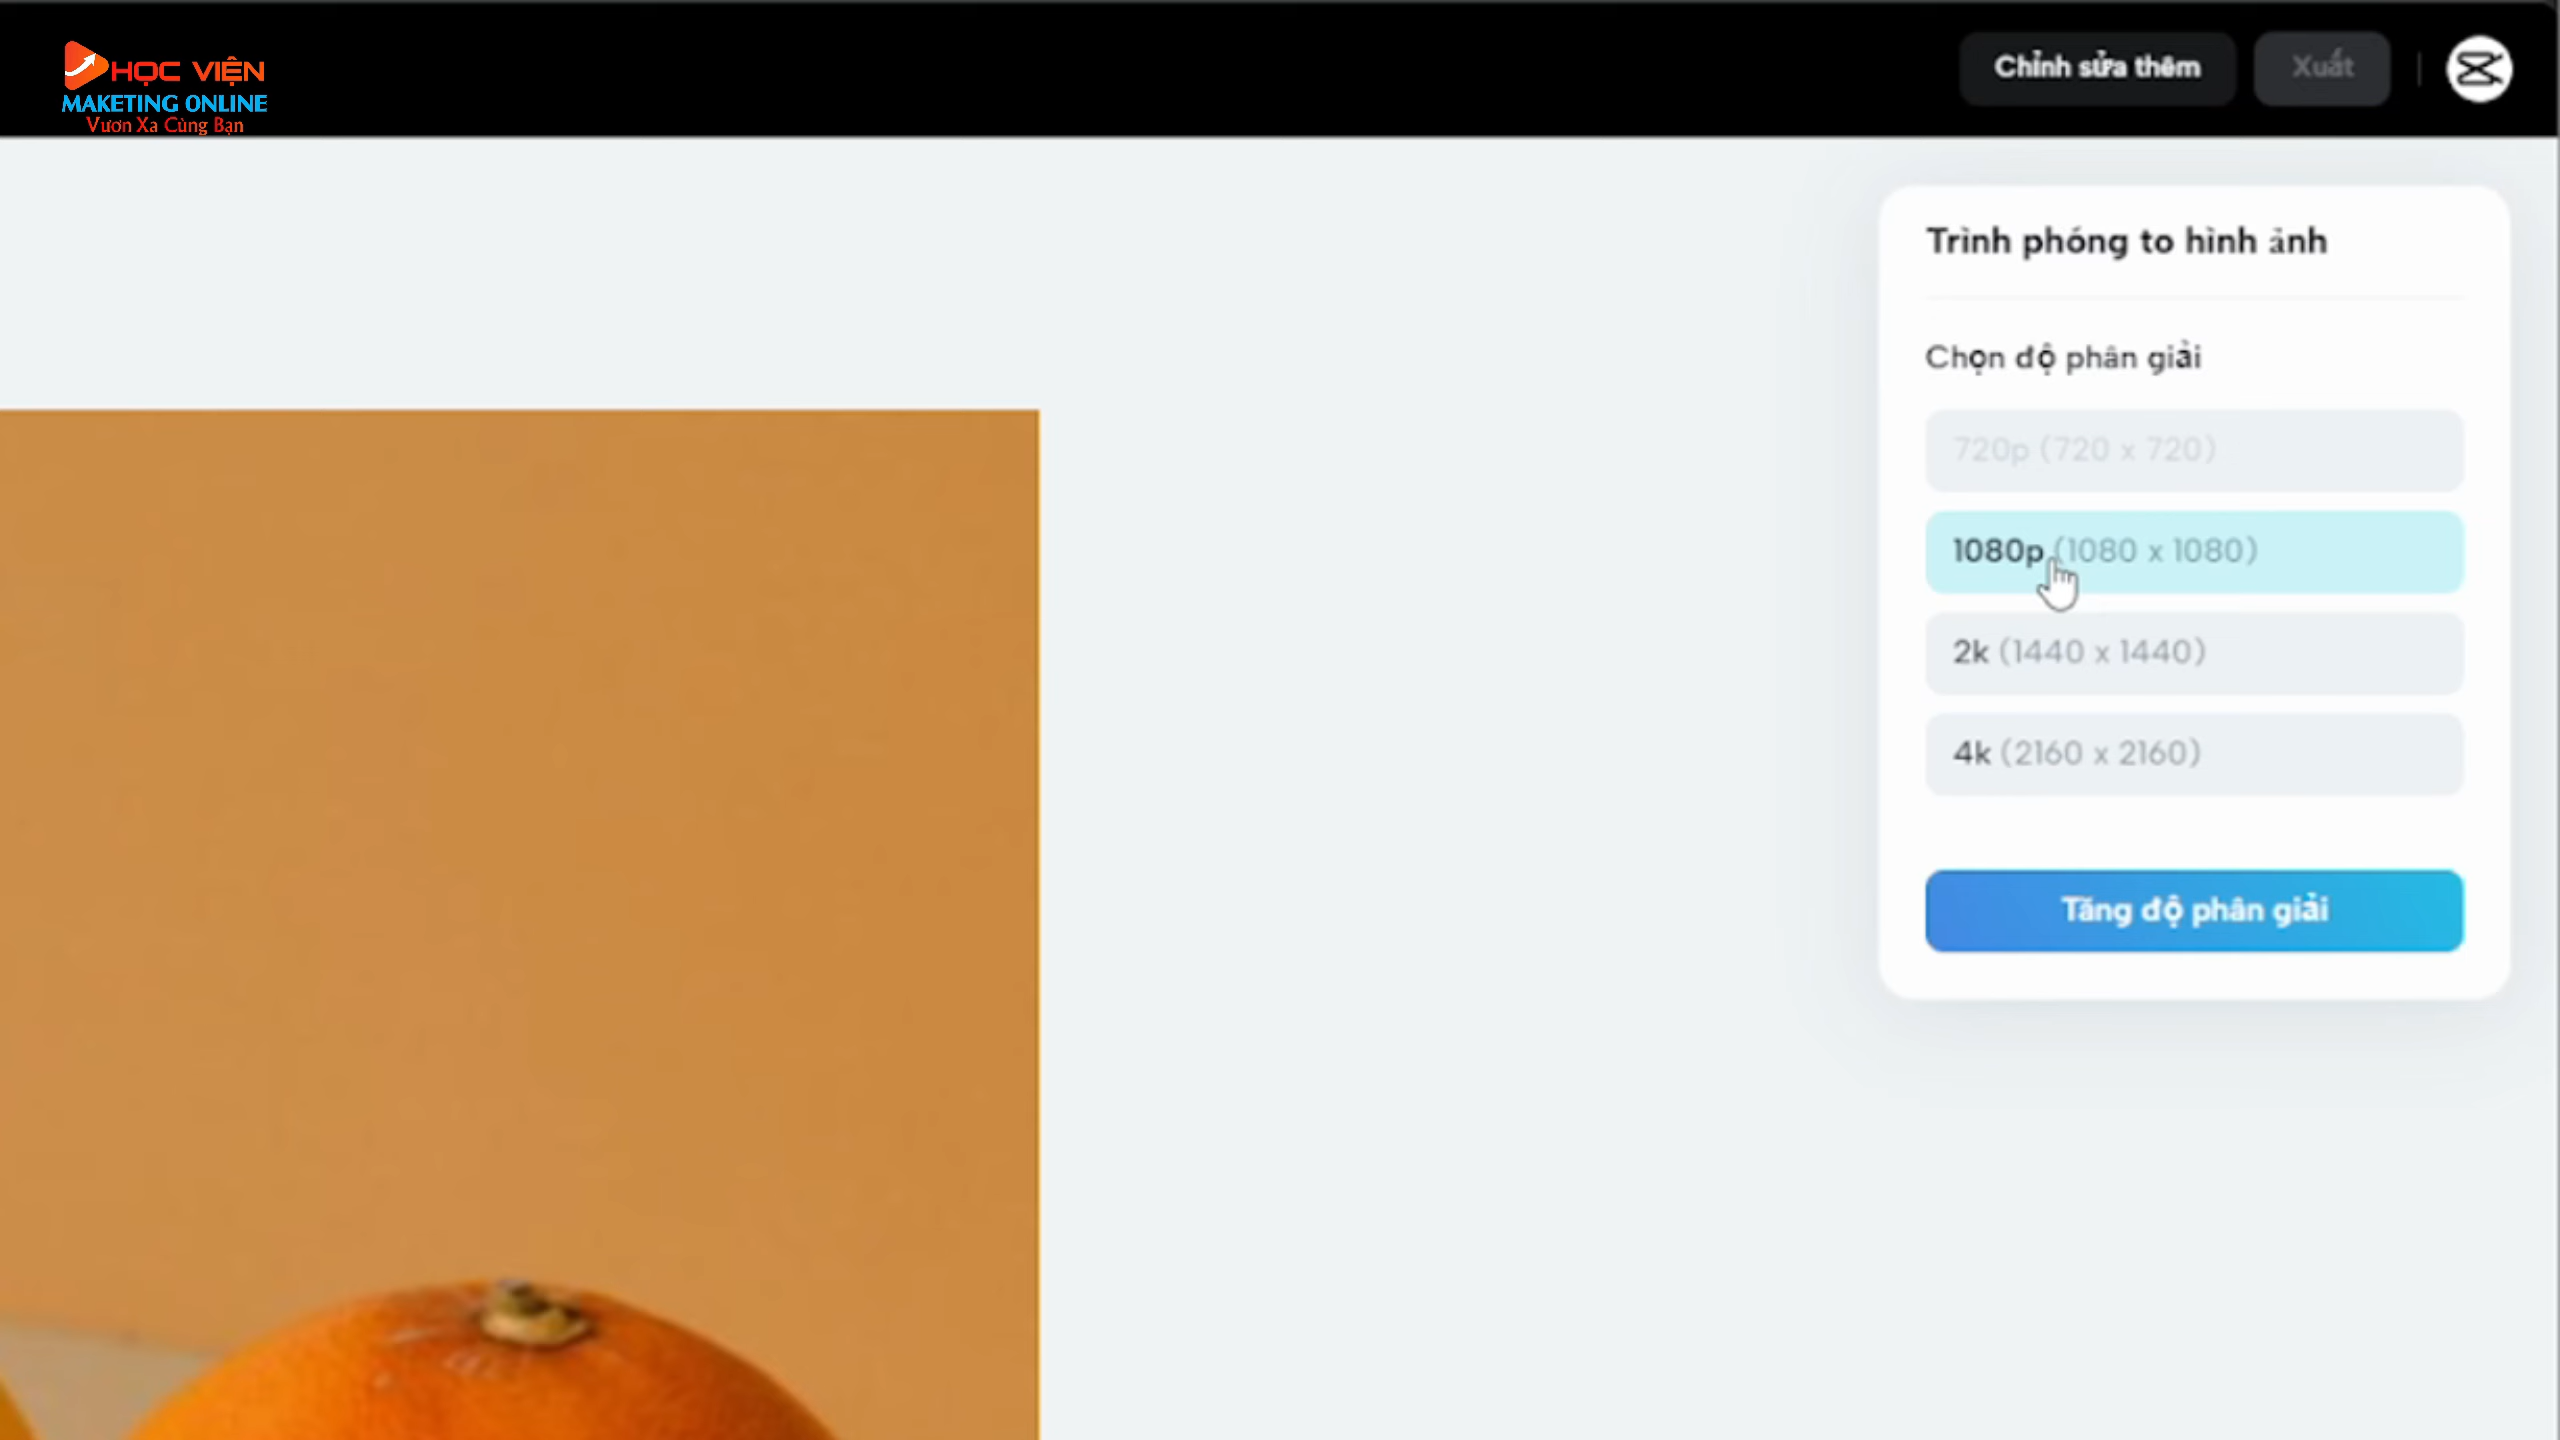 HỌC VIỆN
MAKETING ONLINE
Vươn Xa Cùng Bạn
Chỉnh sửa thêm
Xuất
Trình phóng to hình ảnh
Chọn độ phân giải
720p (720 x 720)
1080p (1080 x 1080)
2k (1440 x 1440)
4k (2160 x 2160)
Tăng độ phân giải